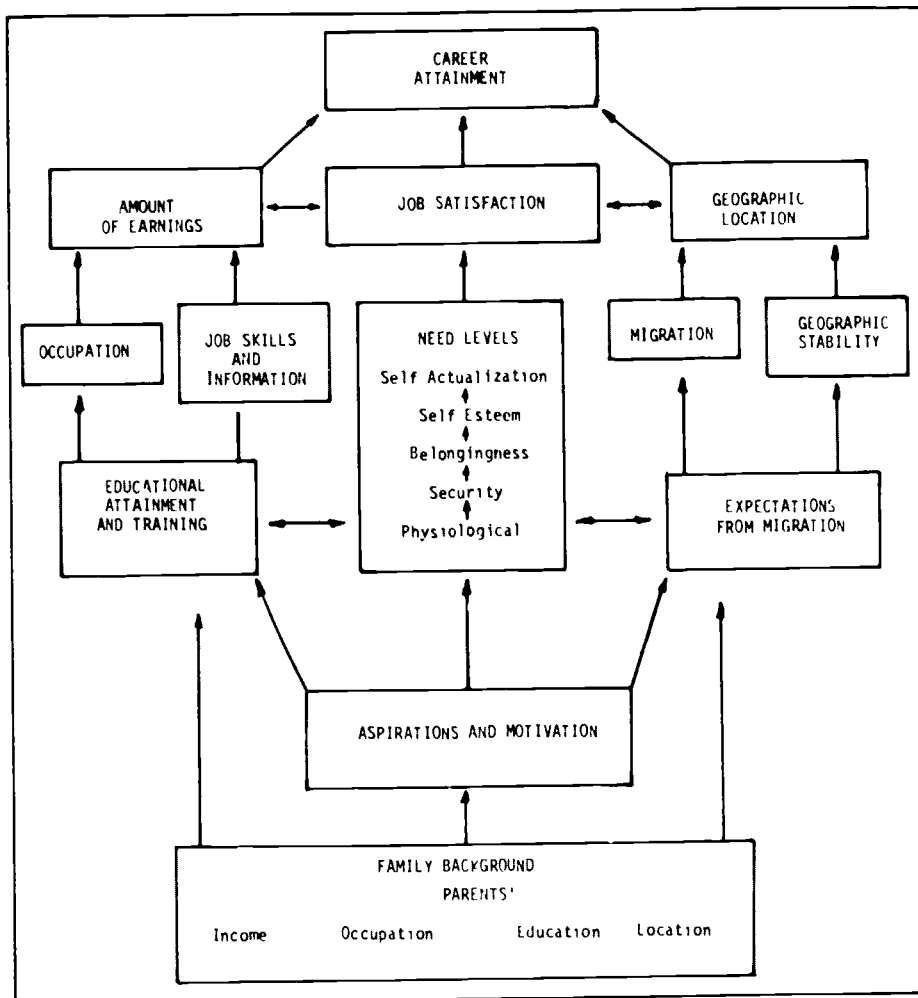 CAREER
ATTAINMENT
AMOUNT
OF EARNINGS
JOB SATISFACTION
GEOGRAPHIC
LOCATION
OCCUPATION
JOB SKILLS
AND
INFORMATION
NEED LEVELS
Self Actualization
Self Esteem
Belongingness
Security
Physiological
MIGRATION
GEOGRAPHIC
STABILITY
EDUCATIONAL
ATTAINMENT
AND TRAINING
EXPECTATIONS
FROM MIGRATION
ASPIRATIONS AND MOTIVATION
FAMILY BACKGROUND
PARENTS'
Income Occupation Education Location